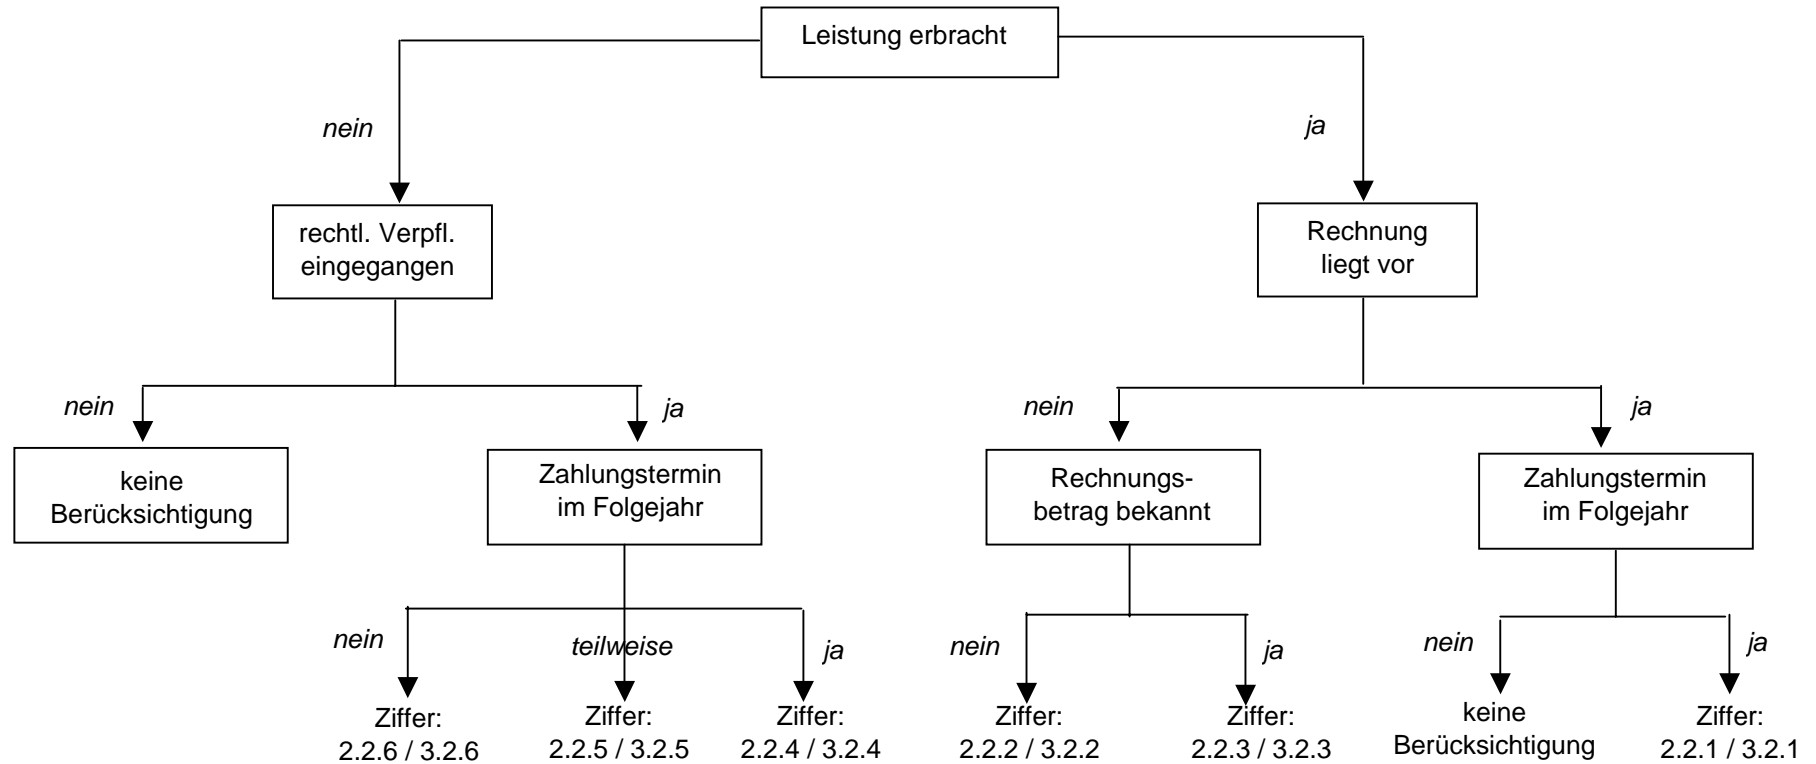 Leistung erbracht
nein
ja
rechtl. Verpfl.
eingegangen
Rechnung
liegt vor
nein
ja
nein
ja
keine
Berücksichtigung
Zahlungstermin
im Folgejahr
Rechnungs-
betrag bekannt
Zahlungstermin
im Folgejahr
nein
teilweise
ja
nein
ja
nein
ja
Ziffer:
2.2.6 / 3.2.6
Ziffer:
2.2.5 / 3.2.5
Ziffer:
2.2.4 / 3.2.4
Ziffer:
2.2.2 / 3.2.2
Ziffer:
2.2.3 / 3.2.3
keine
Berücksichtigung
Ziffer:
2.2.1 / 3.2.1